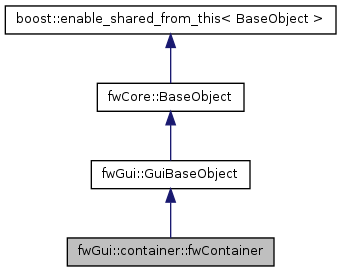 boost::enable_shared_from_this< BaseObject >
fwCore::BaseObject
fwGui::GuiBaseObject
fwGui::container::fwContainer